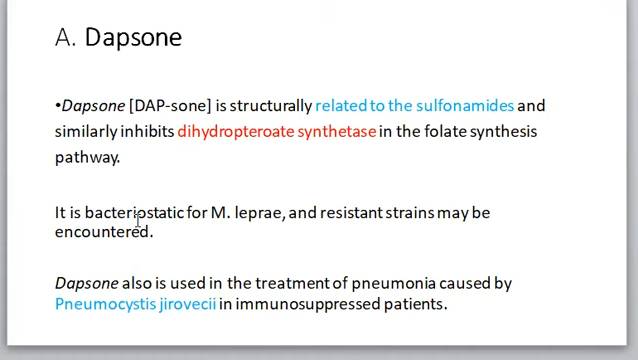 A. Dapsone
•Dapsone [DAP-sone] is structurally related to the sulfonamides and
similarly inhibits dihydropteroate synthetase in the folate synthesis
pathway.
It is bacteriostatic for M. leprae, and resistant strains may be
encountered.
Dapsone also is used in the treatment of pneumonia caused by
Pneumocystis jirovecii in immunosuppressed patients.